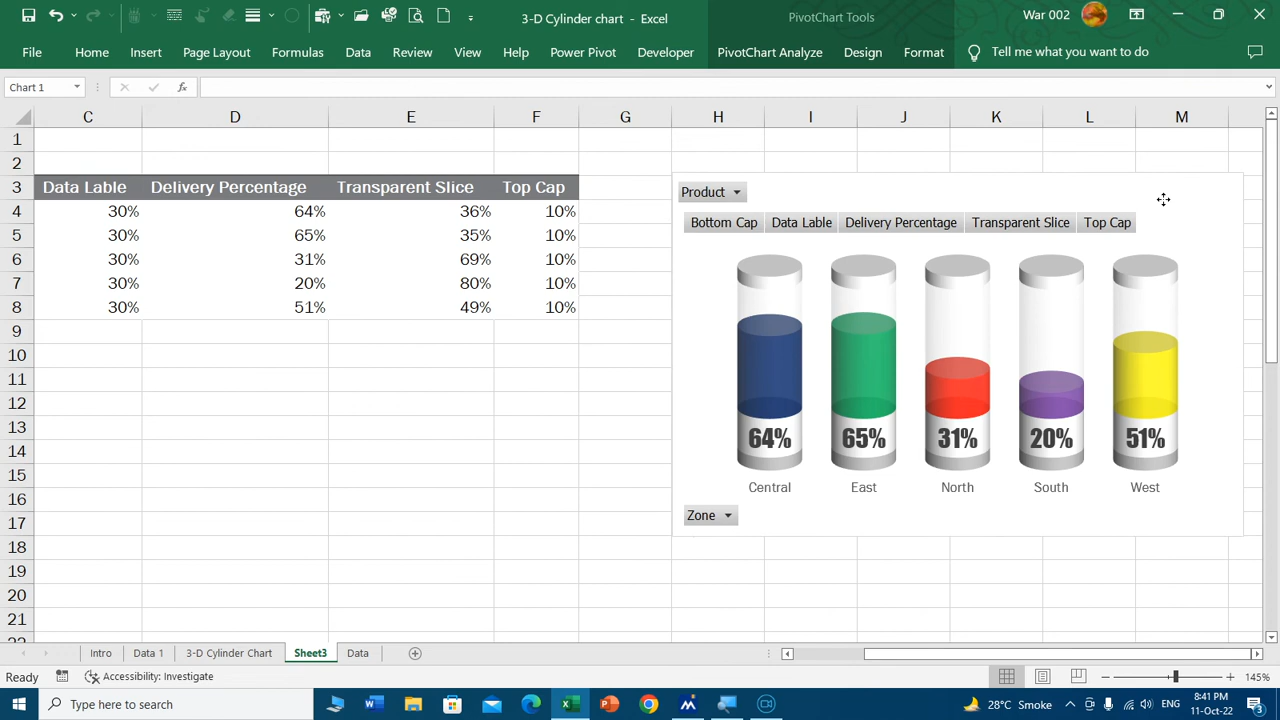 3-D Cylinder chart - Excel
PivotChart Tools
War 002
File Home Insert Page Layout Formulas Data Review View Help Power Pivot Developer PivotChart Analyze Design Format Tell me what you want to do
Chart 1 fx
C D E F G H I J K L M
1
2
3 Data Lable Delivery Percentage Transparent Slice Top Cap
4 30% 64% 36% 10%
5 30% 65% 35% 10%
6 30% 31% 69% 10%
7 30% 20% 80% 10%
8 30% 51% 49% 10%
9
10
11
12
13
14
15
16
17
18
19
20
21
22
Product
Bottom Cap Data Lable Delivery Percentage Transparent Slice Top Cap
64% 65% 31% 20% 51%
Central East North South West
Zone
Intro Data 1 3-D Cylinder Chart Sheet3 Data
Ready Accessibility: Investigate 145%
Type here to search
28°C Smoke ENG
8:41 PM
11-Oct-22
3